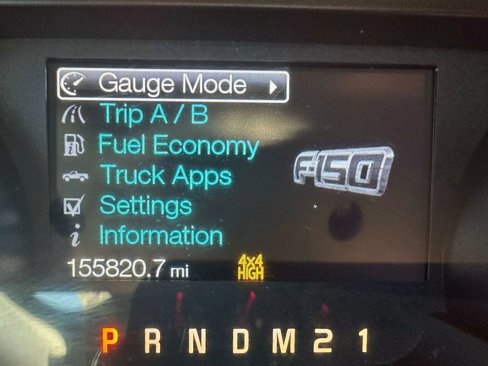 Gauge Mode
Trip A / B
Fuel Economy
Truck Apps
Settings
Information
F-150
155820.7 mi
4x4
HIGH
P R N D M 2 1